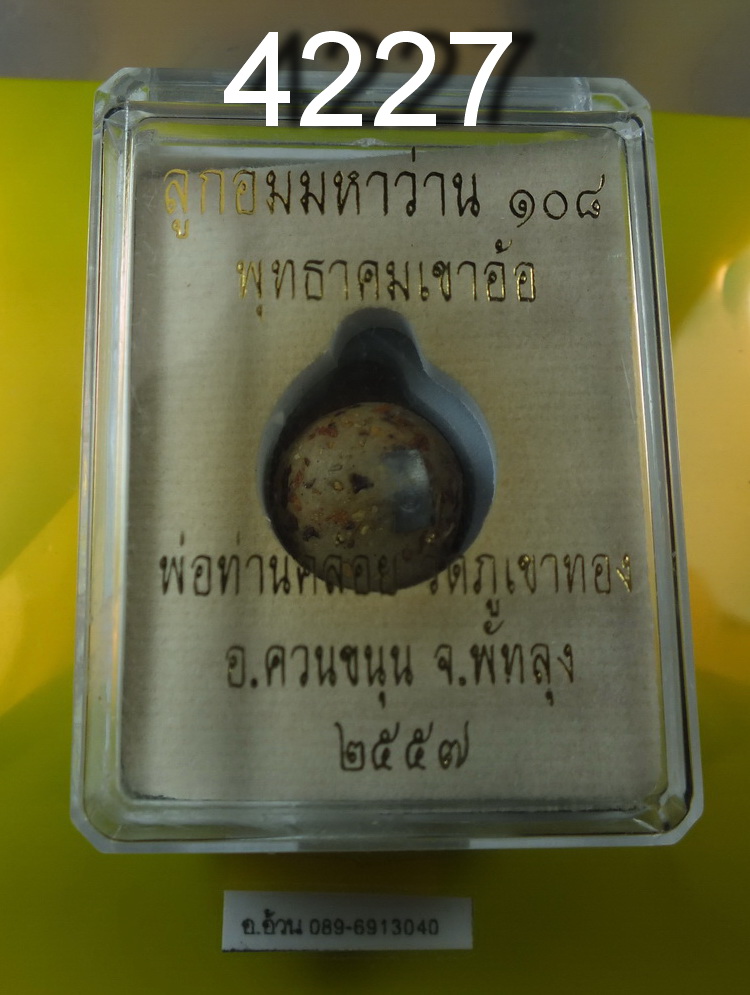 4227
ลูกอมมหาว่าน ๑๐๘
พุทธาคมเขาอ้อ
พ่อท่านคล้อย วัดภูเขาทอง
อ.ควนขนุน จ.พัทลุง
๒๕๕๗
อ.อ้วน 089-6913040